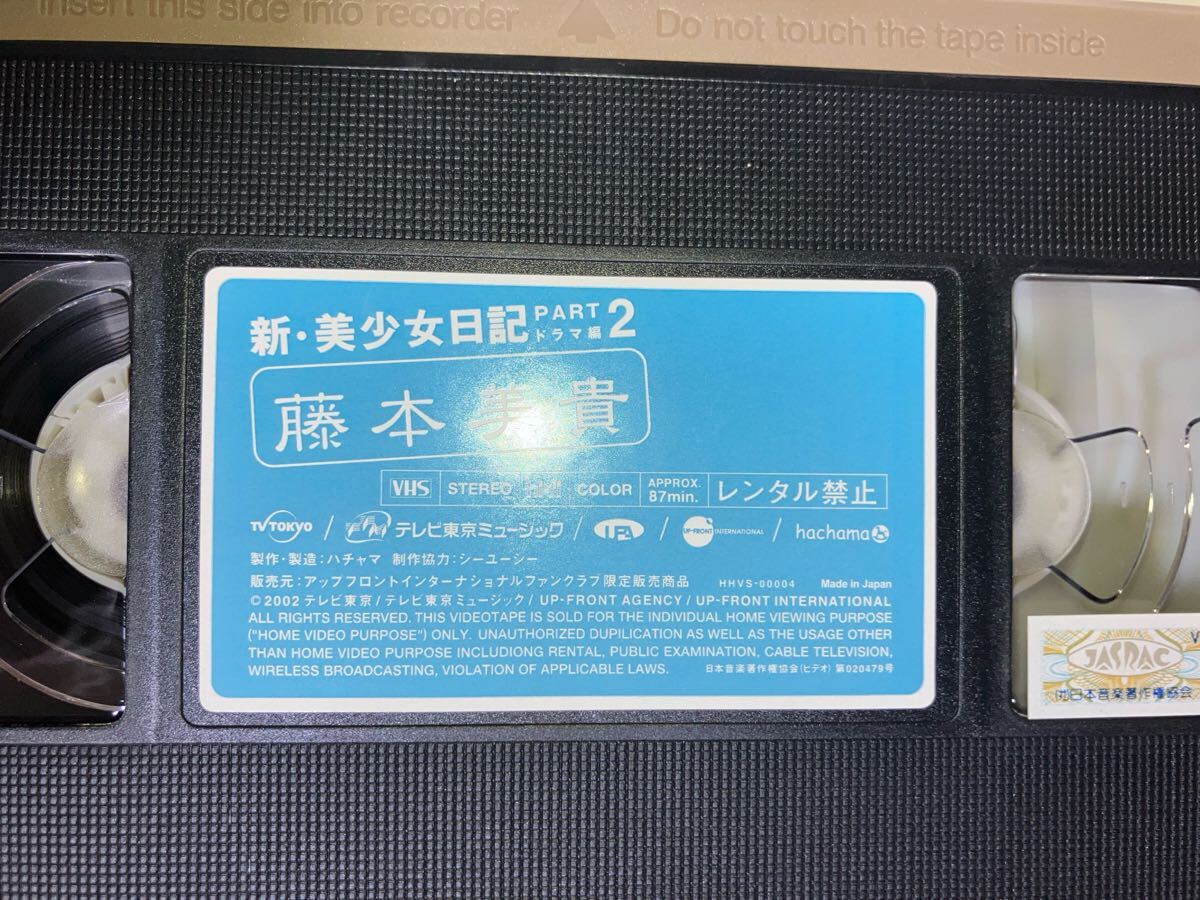 Insert this side into recorder Do not touch the tape inside
新・美少女日記 PART 2
ドラマ編
藤本美貴
VHS STEREO COLOR APPROX. 87min. レンタル禁止
TV TOKYO / テレビ東京ミュージック / UFA / UP-FRONT INTERNATIONAL / hachama
製作・製造：ハチャマ 制作協力：シーユーシー
販売元：アップフロントインターナショナルファンクラブ限定販売商品 HHVS-00004 Made in Japan
©2002 テレビ東京 / テレビ東京ミュージック / UP-FRONT AGENCY / UP-FRONT INTERNATIONAL
ALL RIGHTS RESERVED. THIS VIDEOTAPE IS SOLD FOR THE INDIVIDUAL HOME VIEWING PURPOSE
("HOME VIDEO PURPOSE") ONLY. UNAUTHORIZED DUPILICATION AS WELL AS THE USAGE OTHER
THAN HOME VIDEO PURPOSE INCLUDIONG RENTAL, PUBLIC EXAMINATION, CABLE TELEVISION,
WIRELESS BROADCASTING, VIOLATION OF APPLICABLE LAWS. 日本音楽著作権協会(ビデオ) 第020479号
JASRAC
(社)日本音楽著作権協会